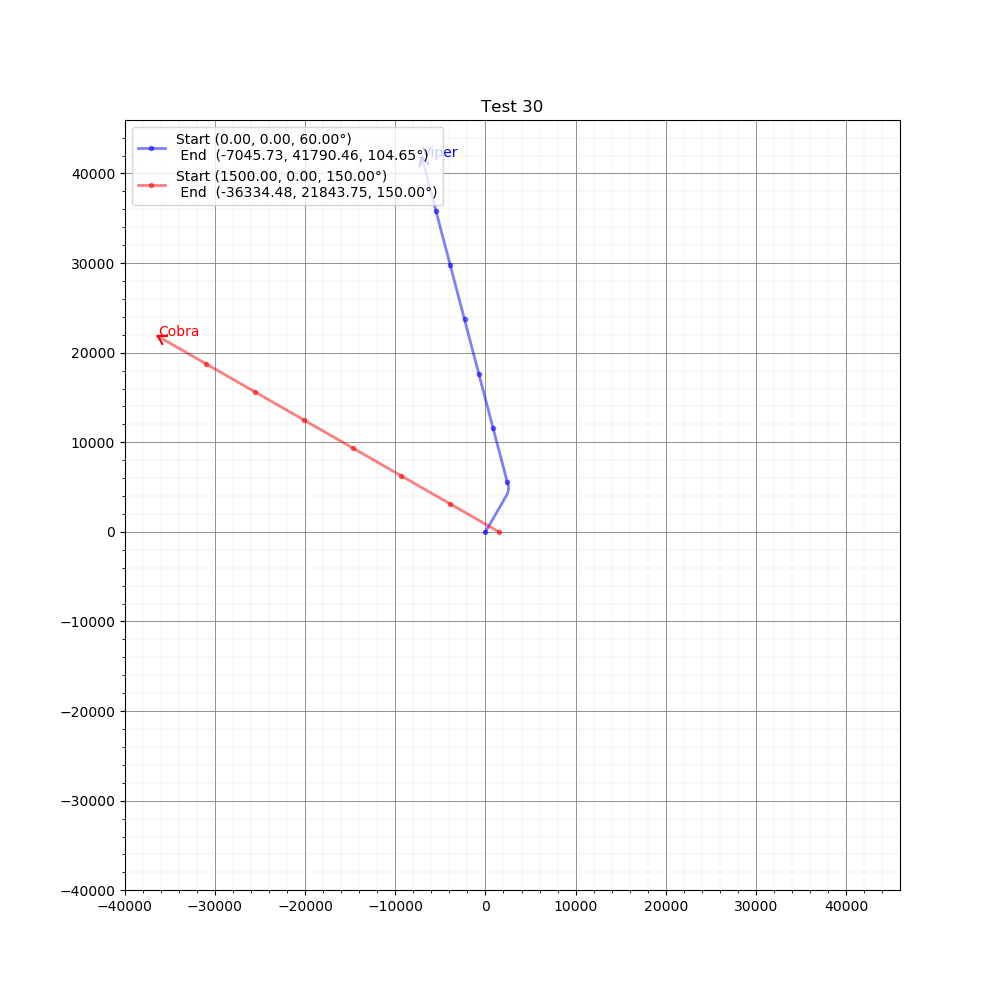 Test 30
Start (0.00, 0.00, 60.00°)
End (-7045.73, 41790.46, 104.65°)
Start (1500.00, 0.00, 150.00°)
End (-36334.48, 21843.75, 150.00°)
Viper
Cobra
40000
30000
20000
10000
0
−10000
−20000
−30000
−40000
−40000 −30000 −20000 −10000 0 10000 20000 30000 40000